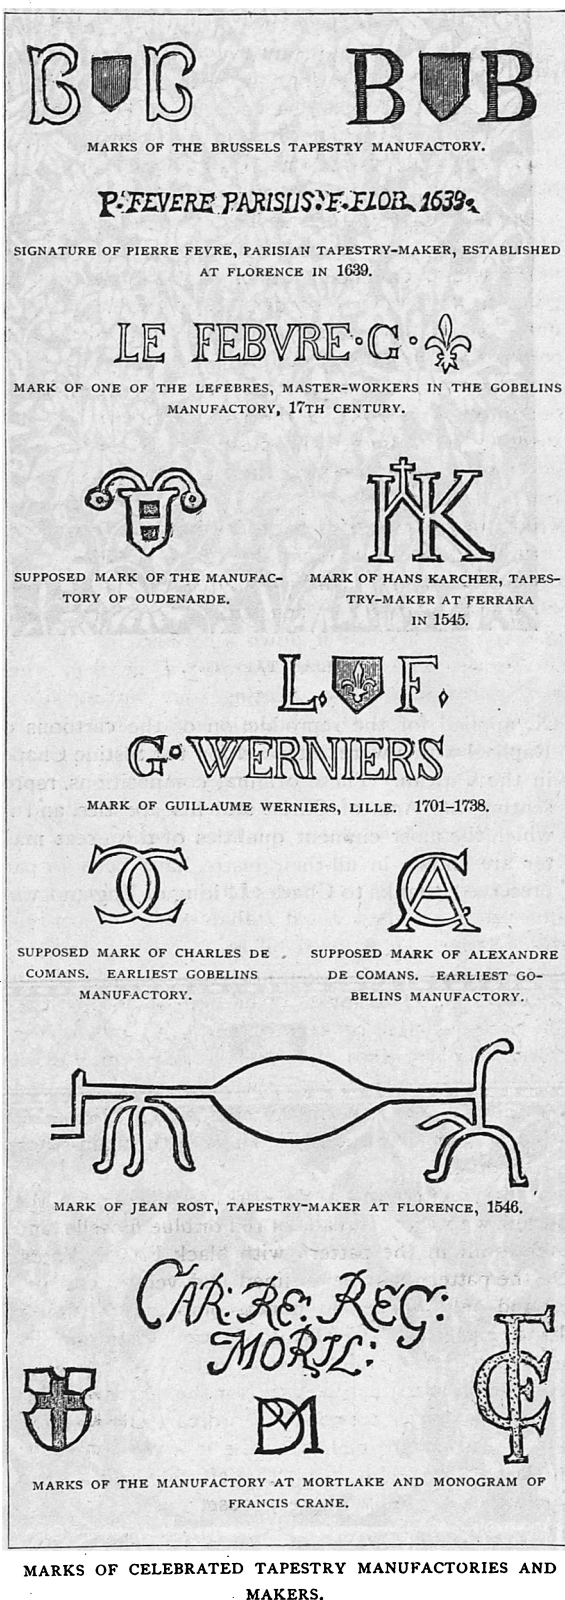 B B B B
MARKS OF THE BRUSSELS TAPESTRY MANUFACTORY.
P. FEVERE PARISIIS. F. FLOR. 1639.
SIGNATURE OF PIERRE FEVRE, PARISIAN TAPESTRY-MAKER, ESTABLISHED
AT FLORENCE IN 1639.
LE FEBVRE·G·
MARK OF ONE OF THE LEFEBRES, MASTER-WORKERS IN THE GOBELINS
MANUFACTORY, 17TH CENTURY.
SUPPOSED MARK OF THE MANUFAC-
TORY OF OUDENARDE.
HK
MARK OF HANS KARCHER, TAPES-
TRY-MAKER AT FERRARA
IN 1545.
L. F.
G·WERNIERS
MARK OF GUILLAUME WERNIERS, LILLE. 1701–1738.
CC
SUPPOSED MARK OF CHARLES DE
COMANS. EARLIEST GOBELINS
MANUFACTORY.
AC
SUPPOSED MARK OF ALEXANDRE
DE COMANS. EARLIEST GO-
BELINS MANUFACTORY.
MARK OF JEAN ROST, TAPESTRY-MAKER AT FLORENCE, 1546.
CAR: RE: REG:
MORTL:
DM
FC
MARKS OF THE MANUFACTORY AT MORTLAKE AND MONOGRAM OF
FRANCIS CRANE.
MARKS OF CELEBRATED TAPESTRY MANUFACTORIES AND
MAKERS.